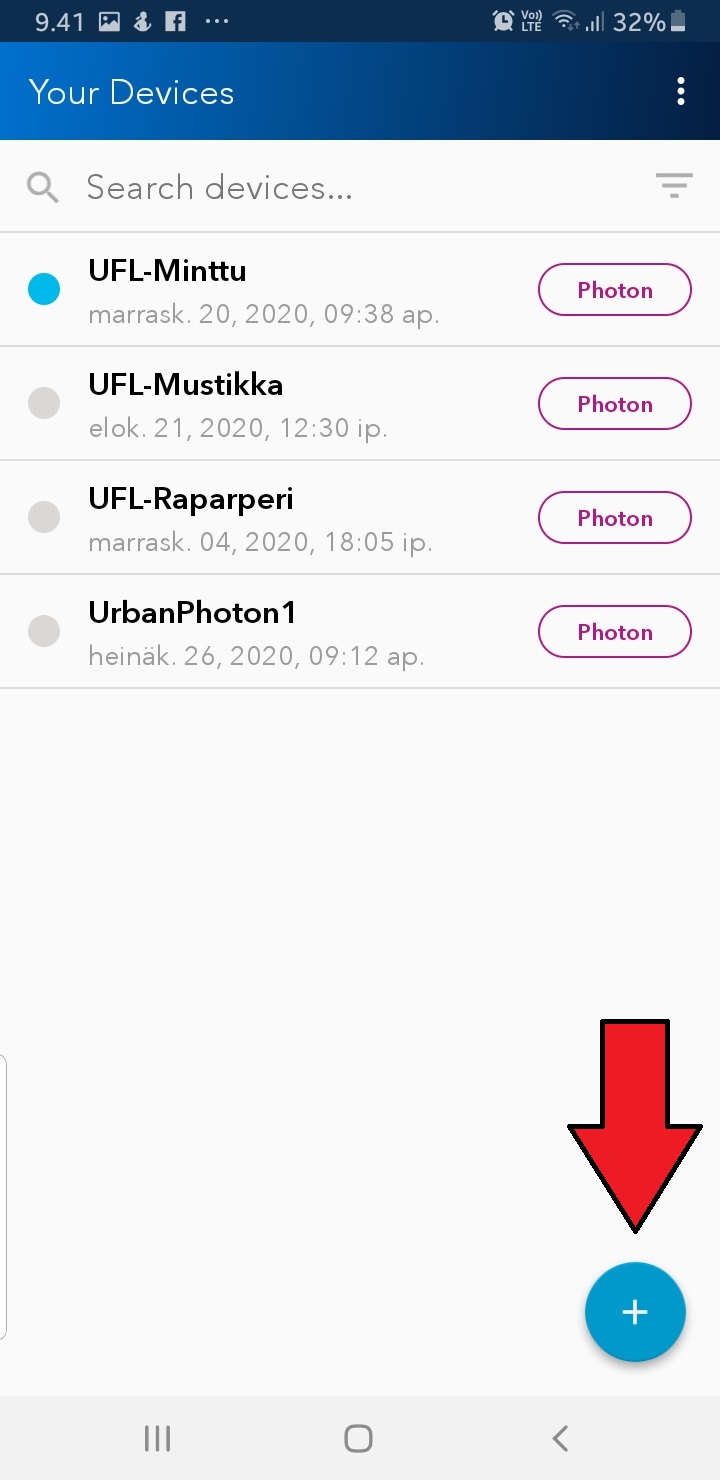 9.41 32%
Vo))
LTE
Your Devices
Search devices...
UFL-Minttu
marrask. 20, 2020, 09:38 ap.
Photon
UFL-Mustikka
elok. 21, 2020, 12:30 ip.
Photon
UFL-Raparperi
marrask. 04, 2020, 18:05 ip.
Photon
UrbanPhoton1
heinäk. 26, 2020, 09:12 ap.
Photon
+